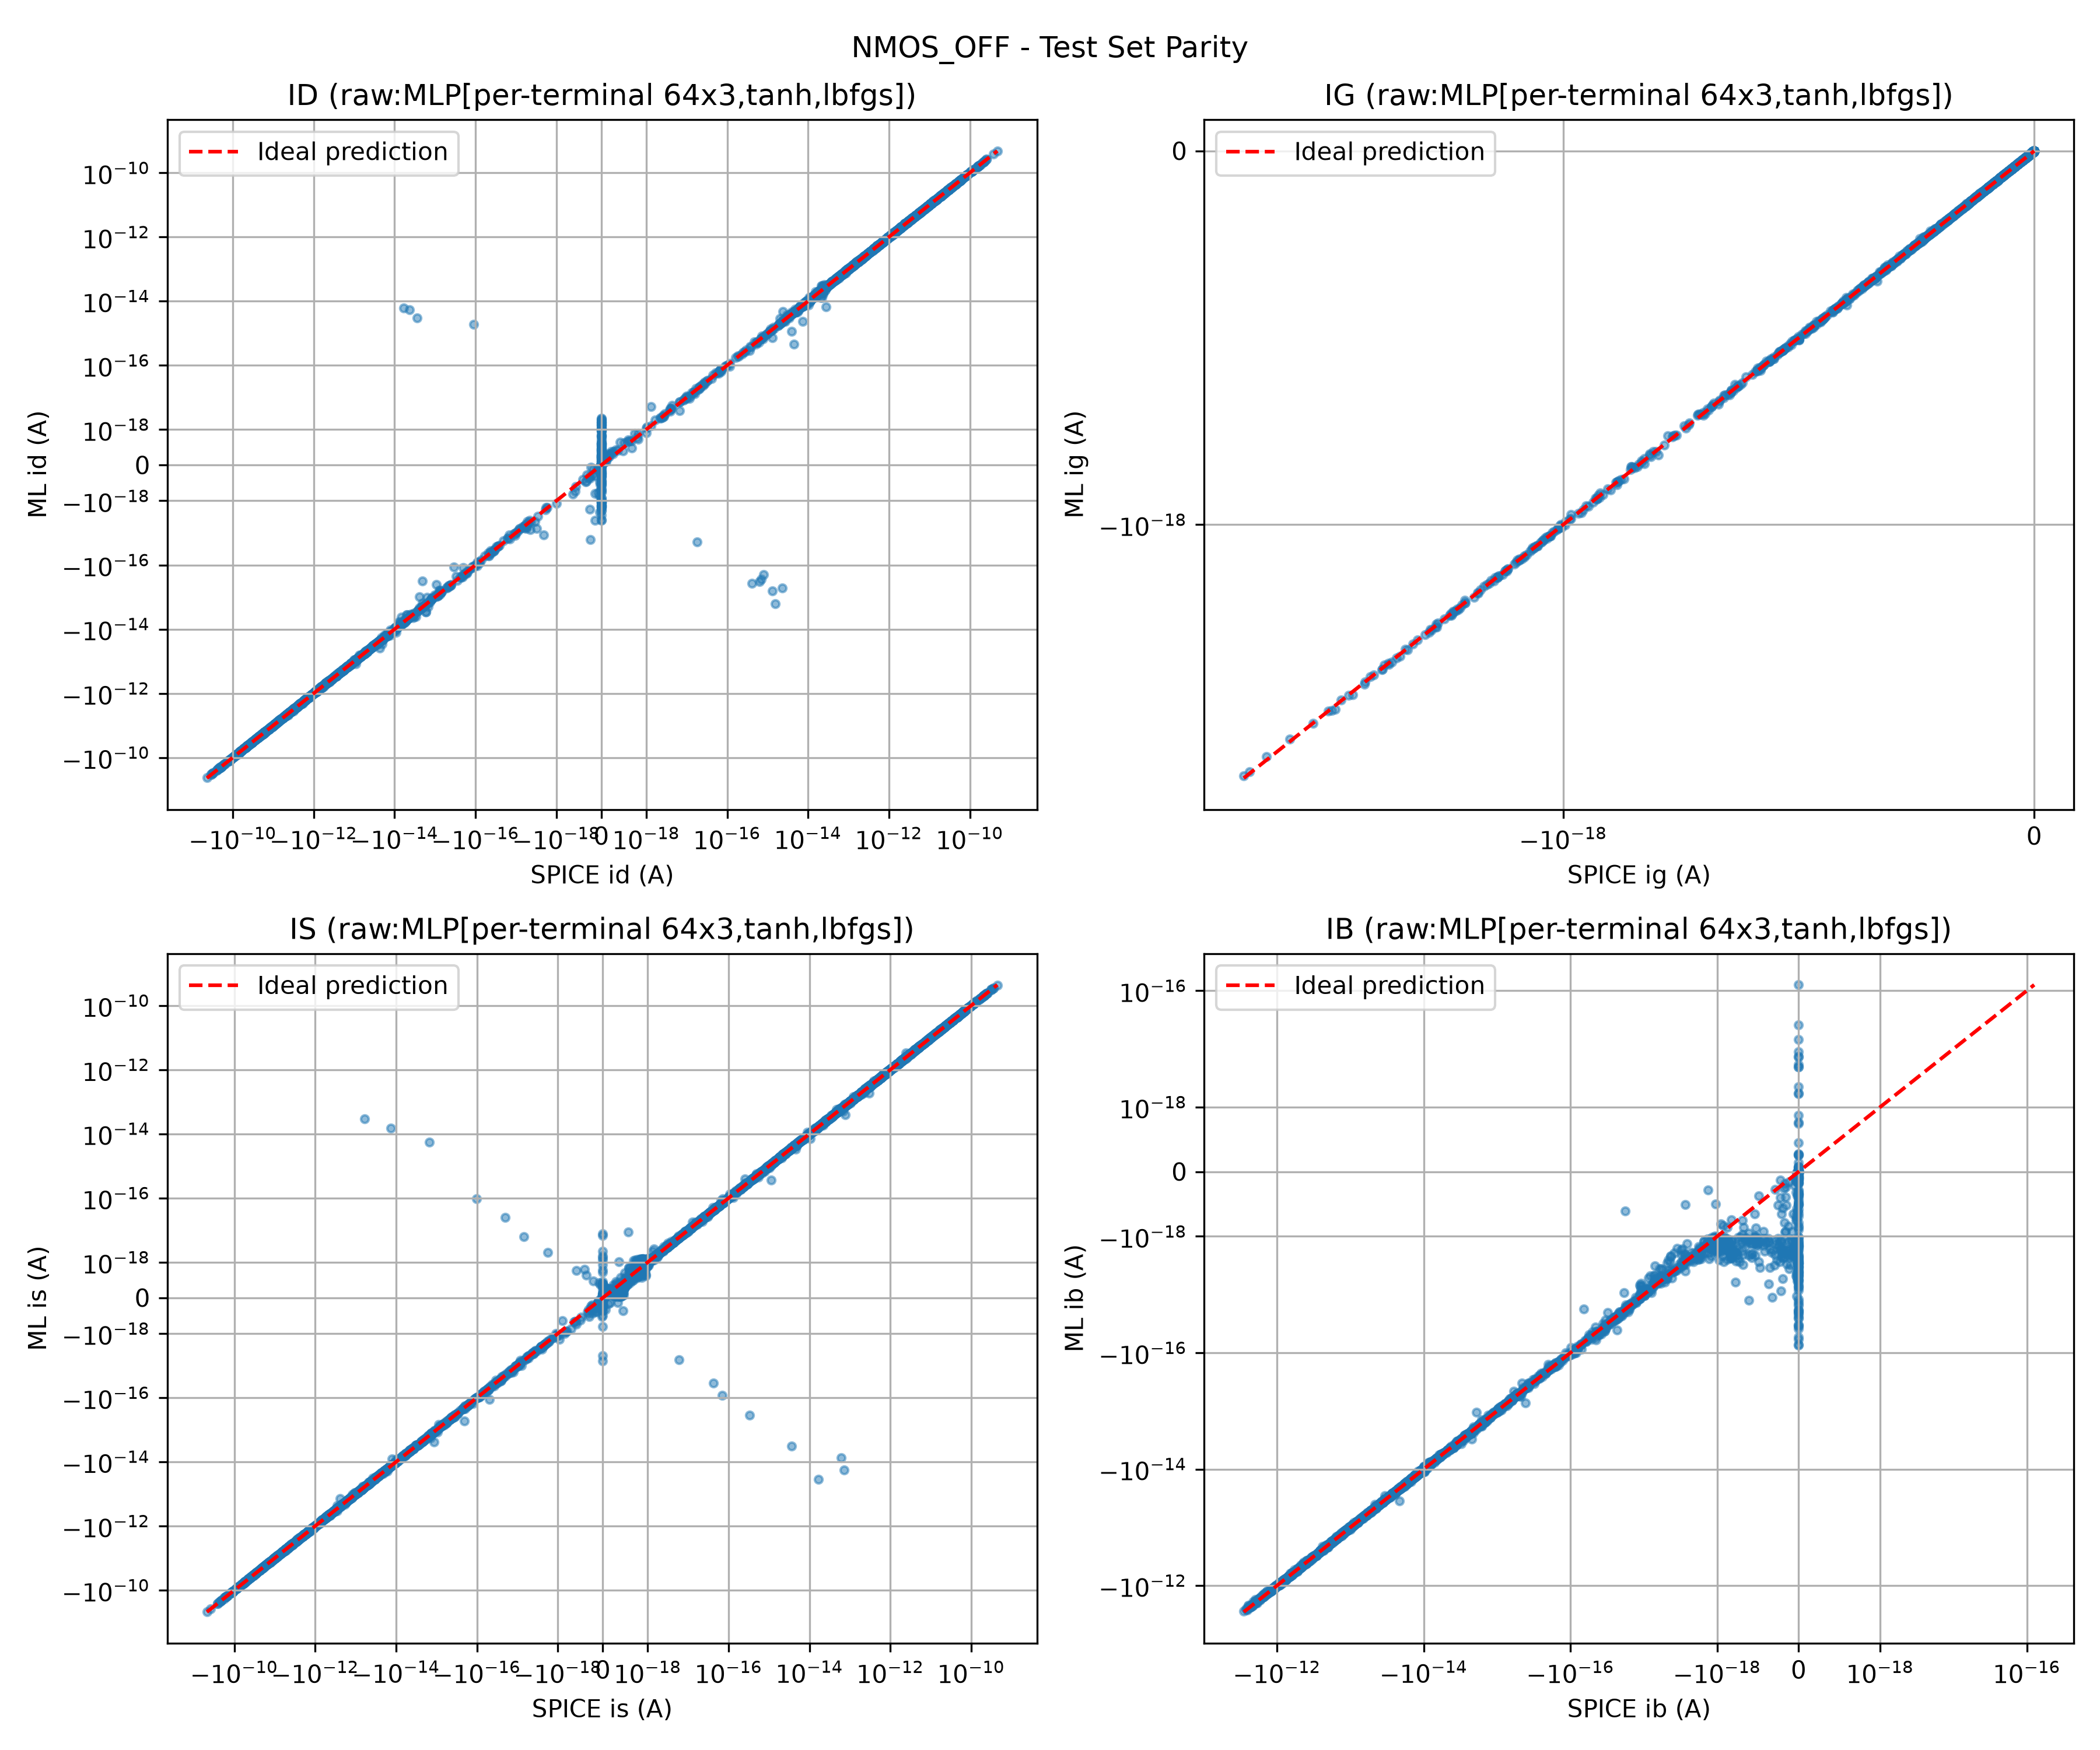 NMOS_OFF - Test Set Parity
ID (raw:MLP[per-terminal 64x3,tanh,lbfgs])
Ideal prediction
10⁻¹⁰
10⁻¹²
10⁻¹⁴
10⁻¹⁶
10⁻¹⁸
0
−10⁻¹⁸
−10⁻¹⁶
−10⁻¹⁴
−10⁻¹²
−10⁻¹⁰
ML id (A)
−10⁻¹⁰ −10⁻¹² −10⁻¹⁴ −10⁻¹⁶ −10⁻¹⁸ 0 10⁻¹⁸ 10⁻¹⁶ 10⁻¹⁴ 10⁻¹² 10⁻¹⁰
SPICE id (A)
IG (raw:MLP[per-terminal 64x3,tanh,lbfgs])
Ideal prediction
0
−10⁻¹⁸
ML ig (A)
−10⁻¹⁸ 0
SPICE ig (A)
IS (raw:MLP[per-terminal 64x3,tanh,lbfgs])
Ideal prediction
10⁻¹⁰
10⁻¹²
10⁻¹⁴
10⁻¹⁶
10⁻¹⁸
0
−10⁻¹⁸
−10⁻¹⁶
−10⁻¹⁴
−10⁻¹²
−10⁻¹⁰
ML is (A)
−10⁻¹⁰ −10⁻¹² −10⁻¹⁴ −10⁻¹⁶ −10⁻¹⁸ 0 10⁻¹⁸ 10⁻¹⁶ 10⁻¹⁴ 10⁻¹² 10⁻¹⁰
SPICE is (A)
IB (raw:MLP[per-terminal 64x3,tanh,lbfgs])
Ideal prediction
10⁻¹⁶
10⁻¹⁸
0
−10⁻¹⁸
−10⁻¹⁶
−10⁻¹⁴
−10⁻¹²
ML ib (A)
−10⁻¹² −10⁻¹⁴ −10⁻¹⁶ −10⁻¹⁸ 0 10⁻¹⁸ 10⁻¹⁶
SPICE ib (A)